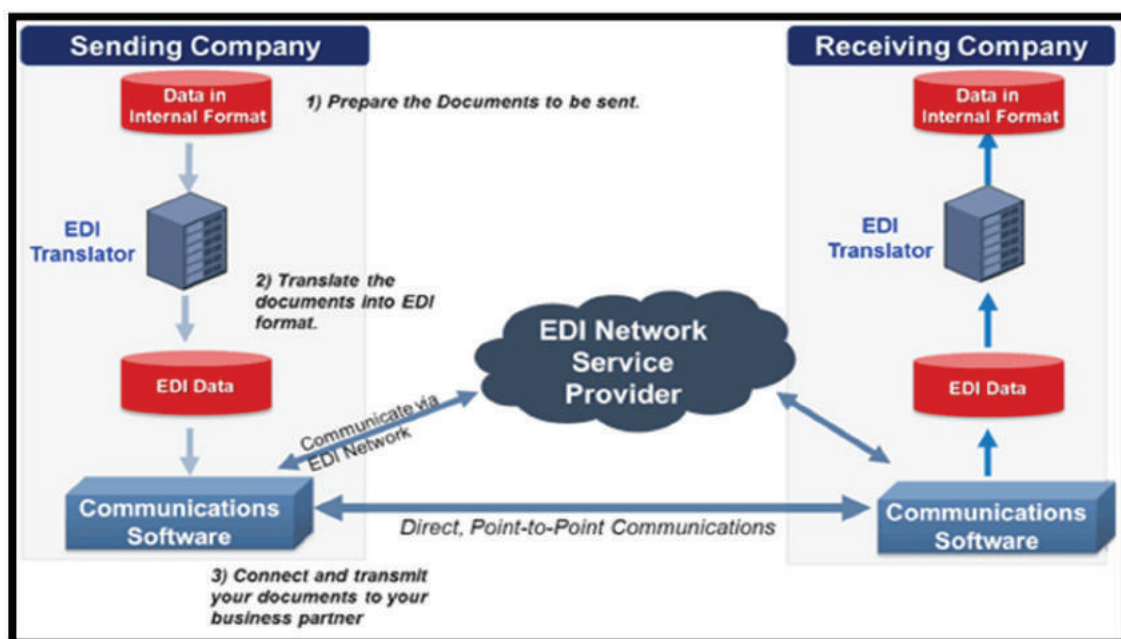 Sending Company
Receiving Company
Data in
Internal Format
1) Prepare the Documents to be sent.
Data in
Internal Format
EDI
Translator
EDI
Translator
2) Translate the
documents into EDI
format.
EDI Network
Service
Provider
EDI Data
EDI Data
Communicate via
EDI Network
Communications
Software
Direct, Point-to-Point Communications
Communications
Software
3) Connect and transmit
your documents to your
business partner